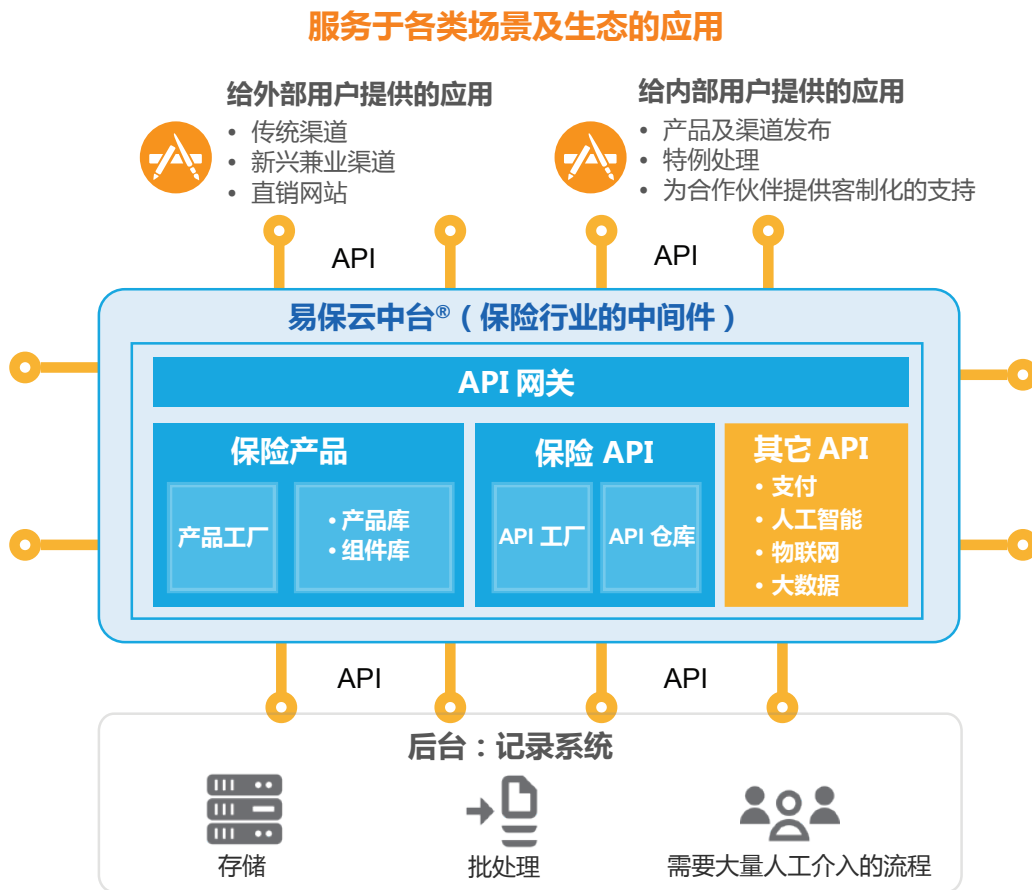 服务于各类场景及生态的应用
给外部用户提供的应用
• 传统渠道
• 新兴兼业渠道
• 直销网站
给内部用户提供的应用
• 产品及渠道发布
• 特例处理
• 为合作伙伴提供客制化的支持
API
API
易保云中台®（保险行业的中间件）
API 网关
保险产品
产品工厂
• 产品库
• 组件库
保险 API
API 工厂
API 仓库
其它 API
• 支付
• 人工智能
• 物联网
• 大数据
API
API
后台：记录系统
存储
批处理
需要大量人工介入的流程